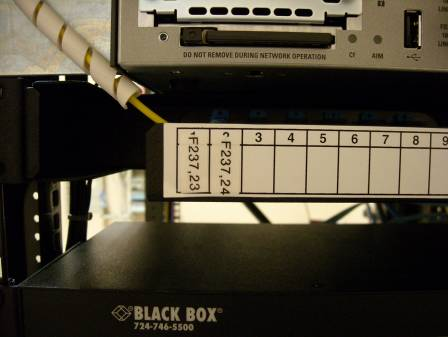 DO NOT REMOVE DURING NETWORK OPERATION
CF
AIM
F237,23
F237,24
3 4 5 6 7 8 9
BLACK BOX®
724-746-5500